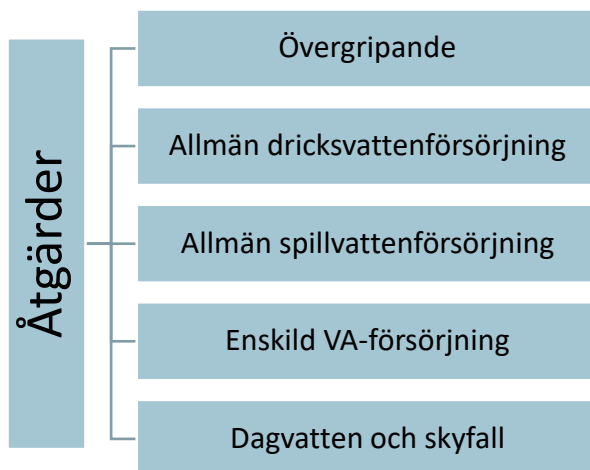 Åtgärder
Övergripande
Allmän dricksvattenförsörjning
Allmän spillvattenförsörjning
Enskild VA-försörjning
Dagvatten och skyfall